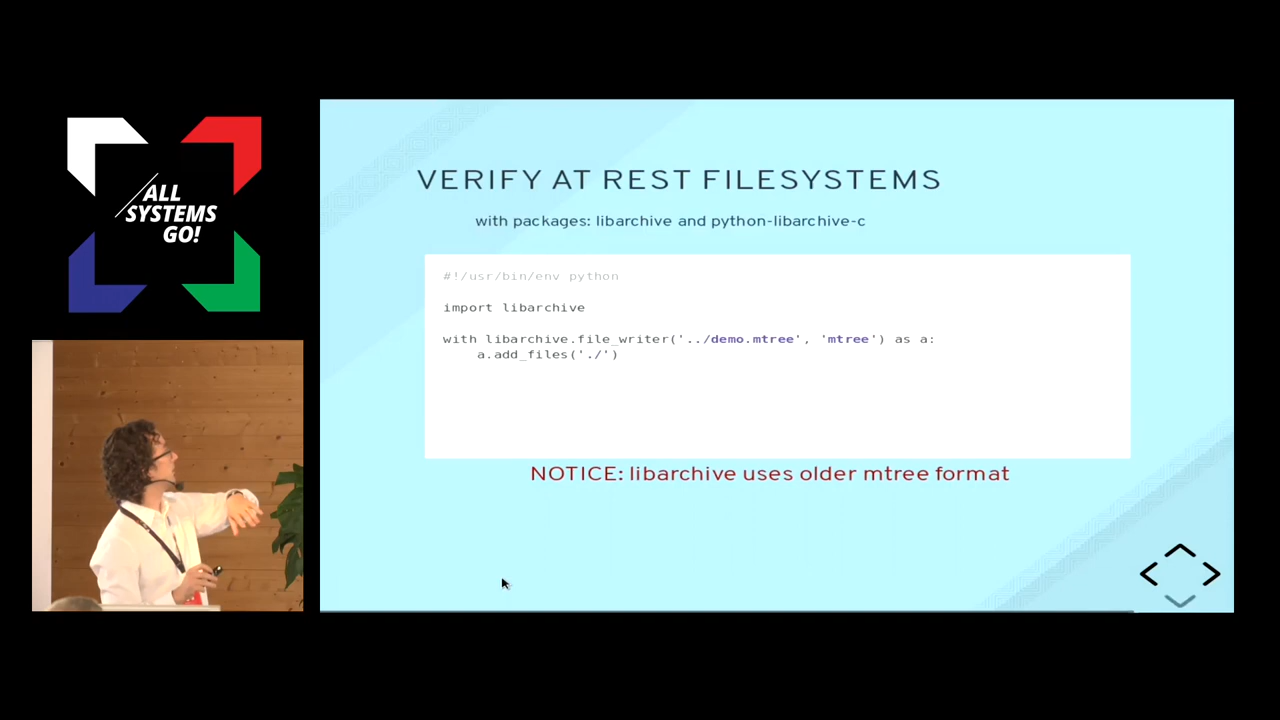 ALL
SYSTEMS
GO!
VERIFY AT REST FILESYSTEMS
with packages: libarchive and python-libarchive-c
#!/usr/bin/env python
import libarchive
with libarchive.file_writer('../demo.mtree', 'mtree') as a:
    a.add_files('./')
NOTICE: libarchive uses older mtree format